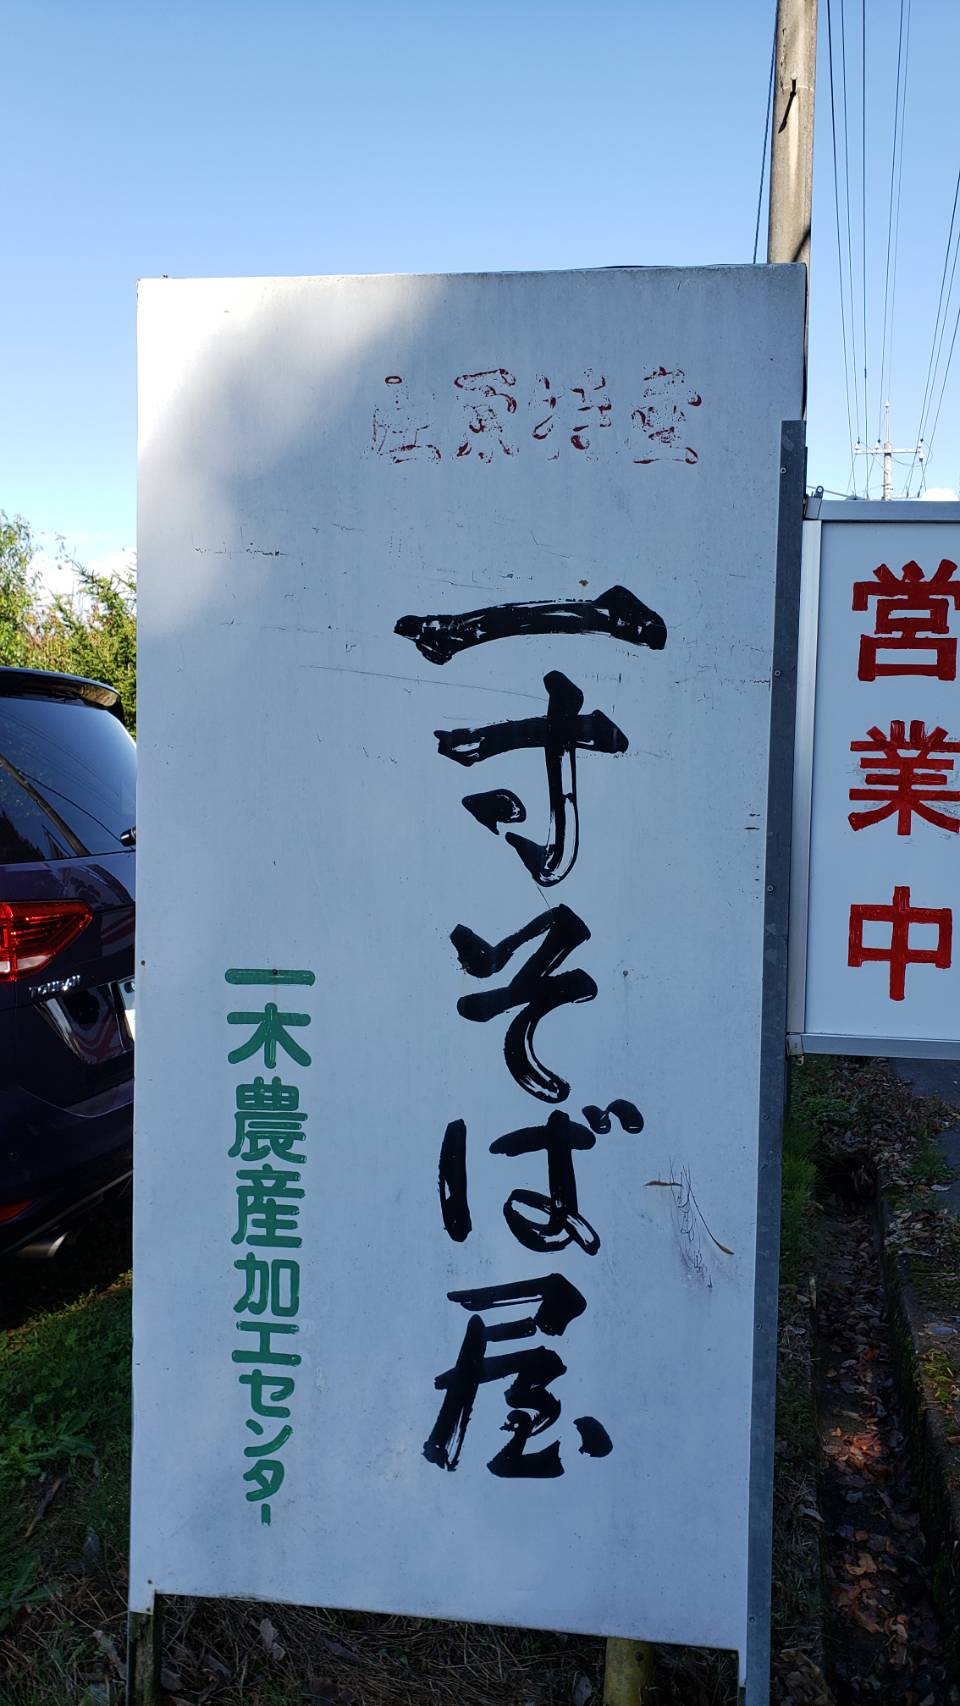 一寸そば屋
一木農産加工センター
営業中